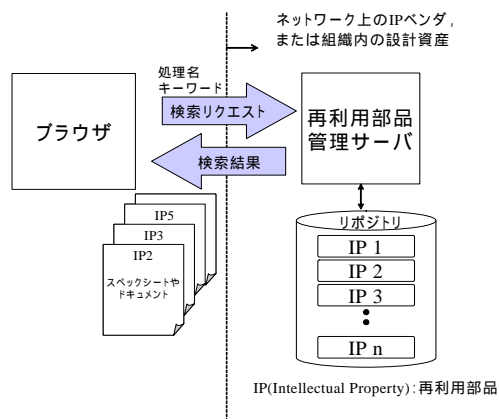 ネットワーク上のIPベンダ,
または組織内の設計資産
処理名
キーワード
検索リクエスト
ブラウザ
再利用部品
管理サーバ
検索結果
リポジトリ
IP5
IP3
IP2
スペックシートや
ドキュメント
IP 1
IP 2
IP 3
IP n
IP(Intellectual Property):再利用部品